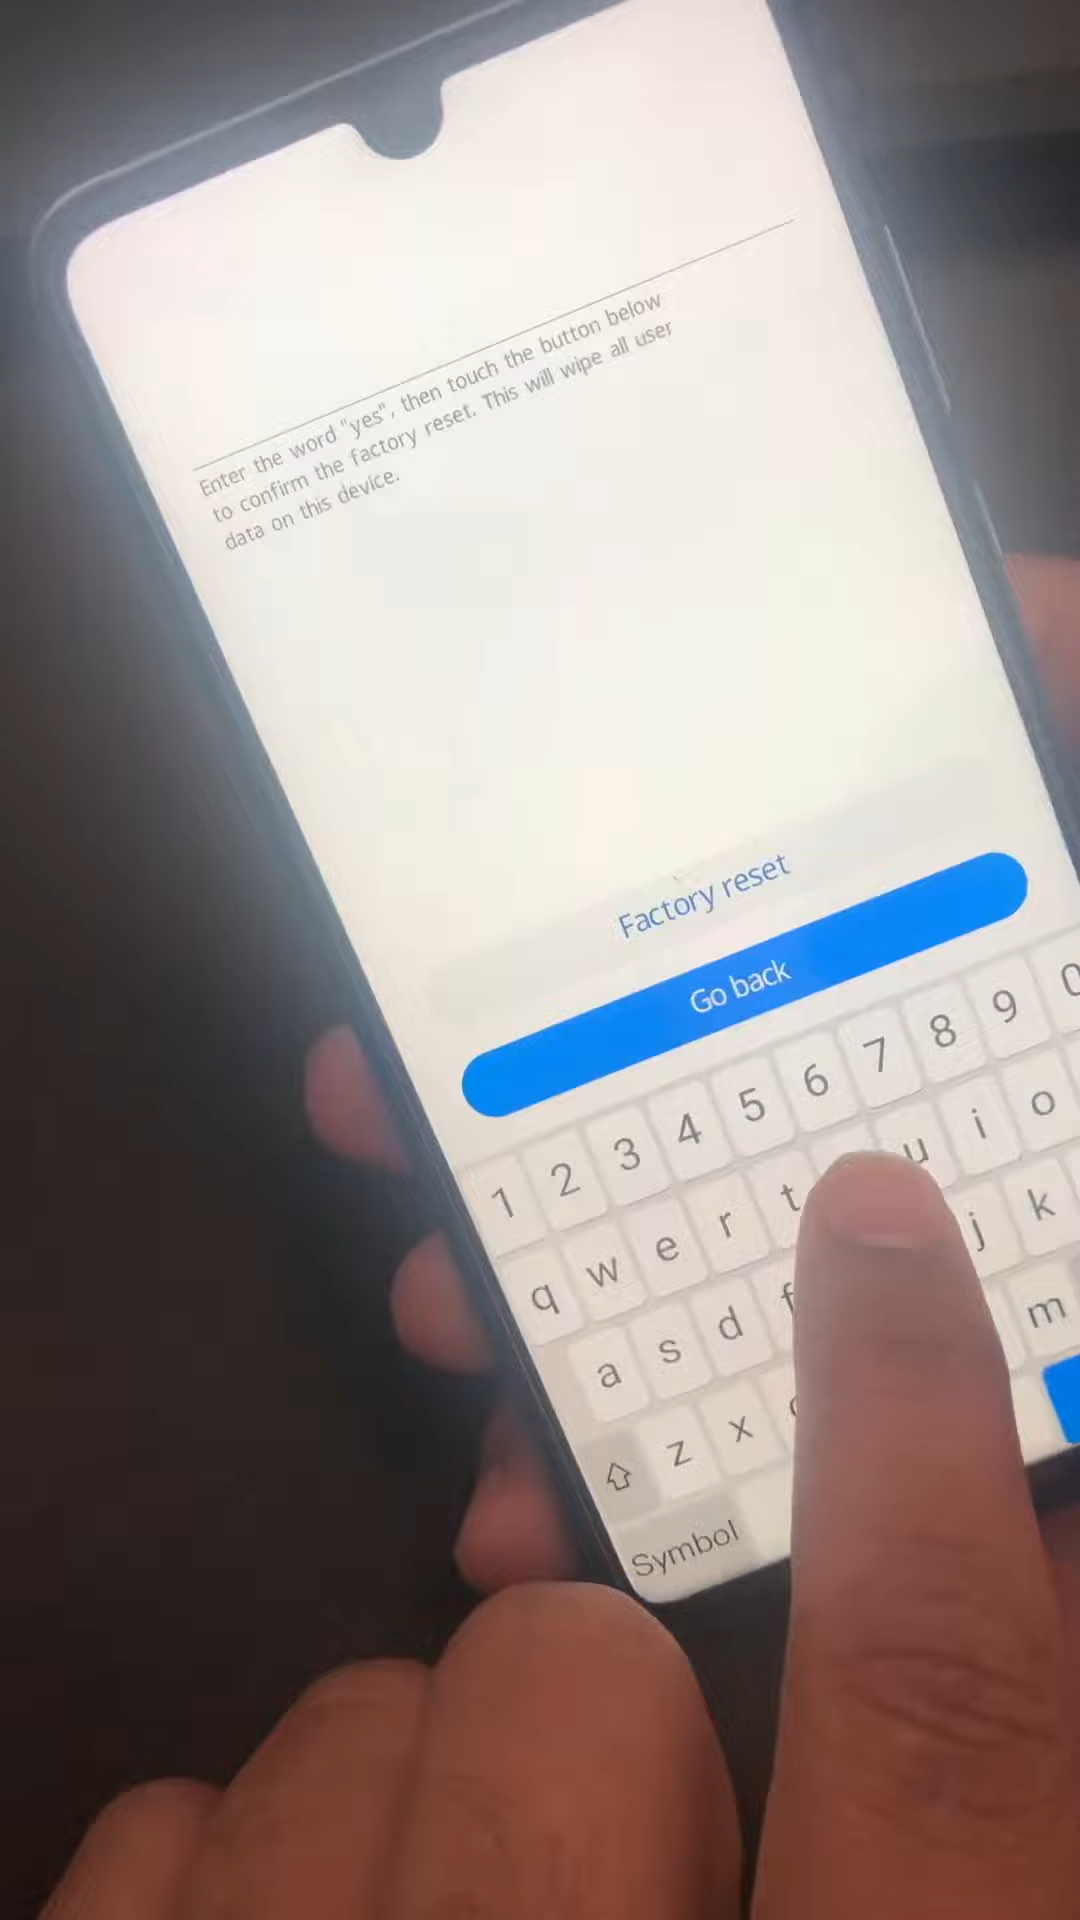 Enter the word "yes", then touch the button below
to confirm the factory reset. This will wipe all user
data on this device.
Factory reset
Go back
1 2 3 4 5 6 7 8 9 0
q w e r t u i o
a s d f j k
z x m
Symbol